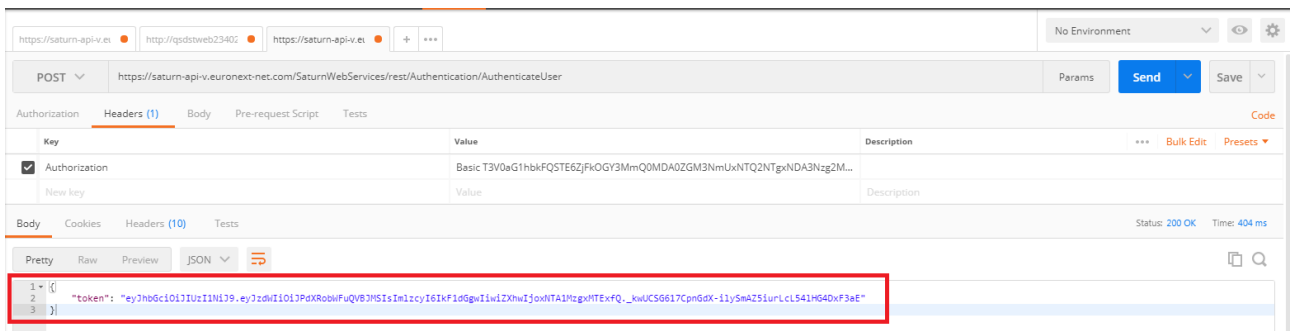 https://saturn-api-v.eu
http://qsdstweb23402
https://saturn-api-v.eu
+
•••
No Environment
POST
https://saturn-api-v.euronext-net.com/SaturnWebServices/rest/Authentication/AuthenticateUser
Params
Send
Save
Authorization
Headers (1)
Body
Pre-request Script
Tests
Code
Key
Value
Description
•••
Bulk Edit
Presets
Authorization
Basic T3V0aG1hbkFQSTE6ZjFkOGY3MmQ0MDA0ZGM3NmUxNTQ2NTgxNDA3Nzg2M...
New key
Value
Description
Body
Cookies
Headers (10)
Tests
Status: 200 OK
Time: 404 ms
Pretty
Raw
Preview
JSON
1 {
2 "token": "eyJhbGciOiJIUzI1NiJ9.eyJzdWIiOiJPdXRobWFuQVBJMSIsImlzcyI6IkF1dGgwIiwiZXhwIjoxNTA1MzgxMTExfQ._kwUCSG617CpnGdX-ilySmAZ5iurLcL54lHG4DxF3aE"
3 }